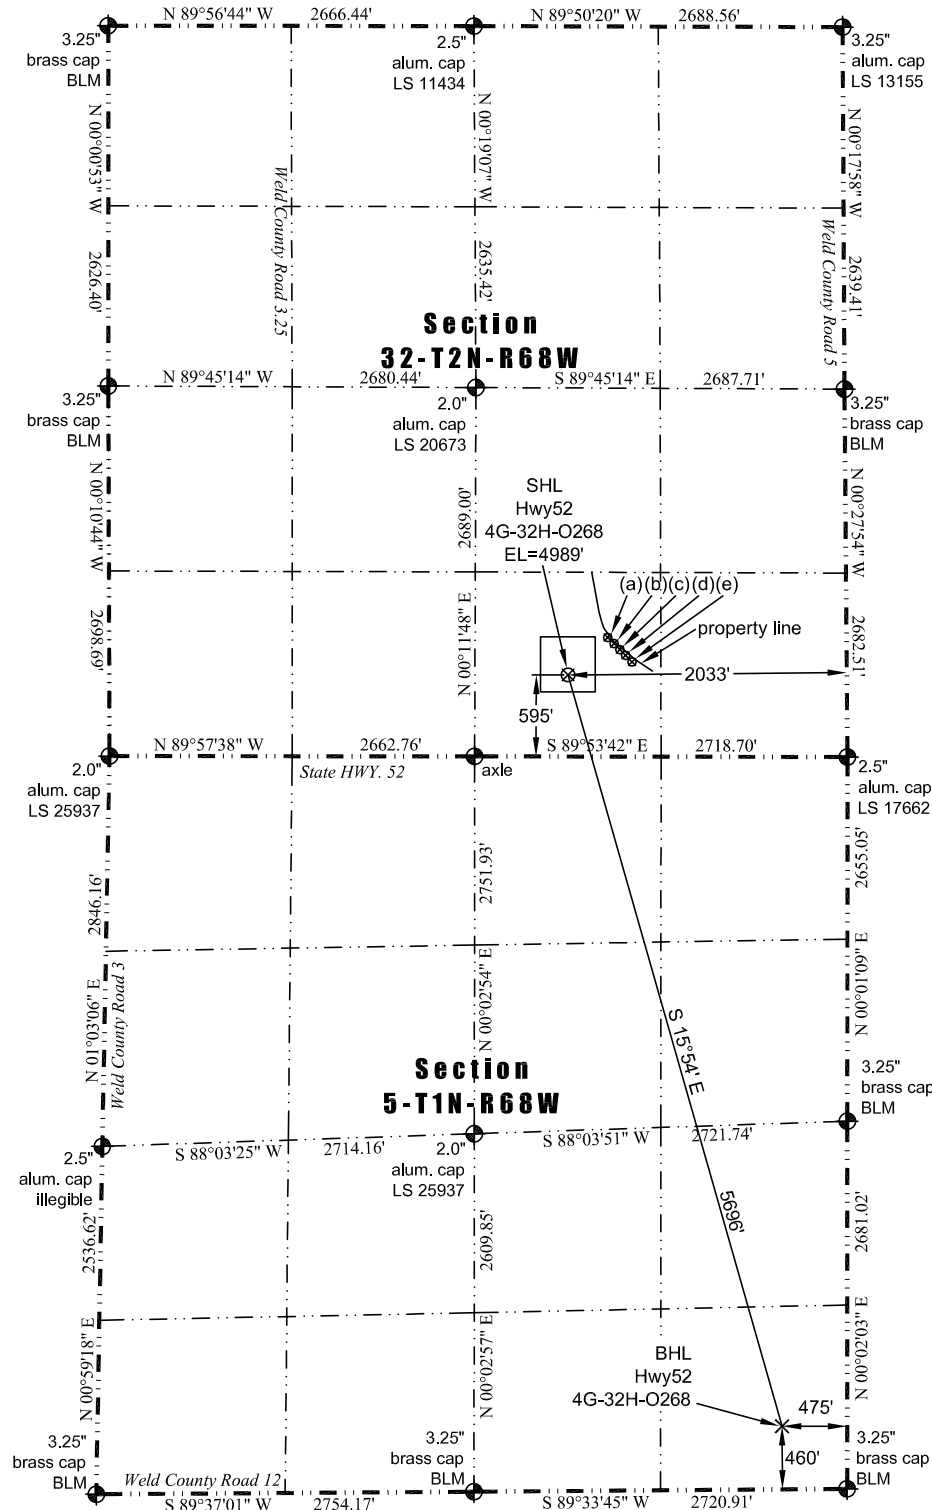 N 89°56'44" W 2666.44'
N 89°50'20" W 2688.56'
3.25"
brass cap
BLM
2.5"
alum. cap
LS 11434
3.25"
alum. cap
LS 13155
N 00°00'53" W
2626.40'
Weld County Road 3.25
N 00°19'07" W
2635.42'
N 00°17'58" W
2639.41'
Weld County Road 5
Section
32-T2N-R68W
N 89°45'14" W 2680.44'
S 89°45'14" E 2687.71'
3.25"
brass cap
BLM
2.0"
alum. cap
LS 20673
3.25"
brass cap
BLM
N 00°10'44" W
2698.69'
2689.00'
N 00°11'48" E
N 00°27'54" W
2682.51'
SHL
Hwy52
4G-32H-O268
EL=4989'
(a)(b)(c)(d)(e)
property line
2033'
595'
N 89°57'38" W 2662.76'
S 89°53'42" E 2718.70'
State HWY. 52
axle
2.0"
alum. cap
LS 25937
2.5"
alum. cap
LS 17662
2846.16'
N 01°03'06" E
Weld County Road 3
2751.93'
N 00°02'54" E
2655.05'
N 00°01'09" E
S 15°54' E
5696'
Section
5-T1N-R68W
3.25"
brass cap
BLM
S 88°03'25" W 2714.16'
S 88°03'51" W 2721.74'
2.5"
alum. cap
illegible
2.0"
alum. cap
LS 25937
2536.62'
N 00°59'18" E
2609.85'
N 00°02'57" E
2681.02'
N 00°02'03" E
BHL
Hwy52
4G-32H-O268
475'
460'
3.25"
brass cap
BLM
3.25"
brass cap
BLM
3.25"
brass cap
BLM
Weld County Road 12
S 89°37'01" W 2754.17'
S 89°33'45" W 2720.91'